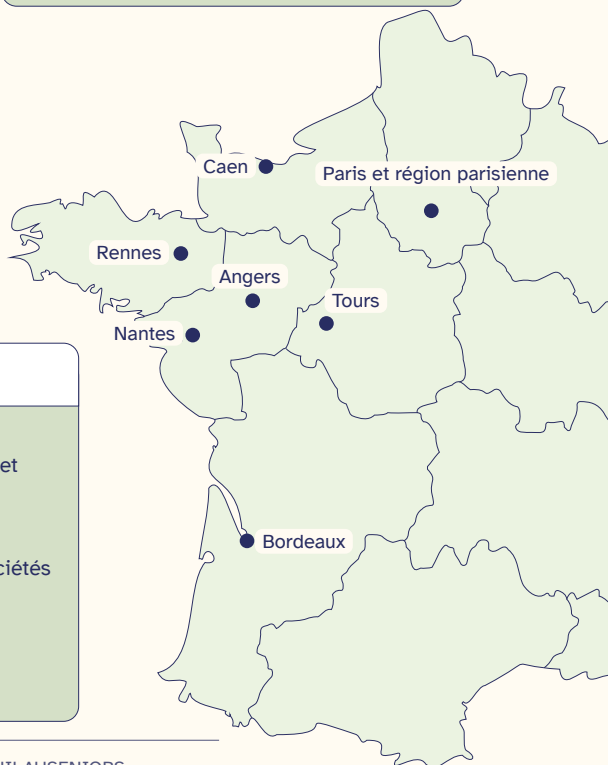 Caen
Paris et région parisienne
Rennes
Angers
Tours
Nantes
et
Bordeaux
ciétés